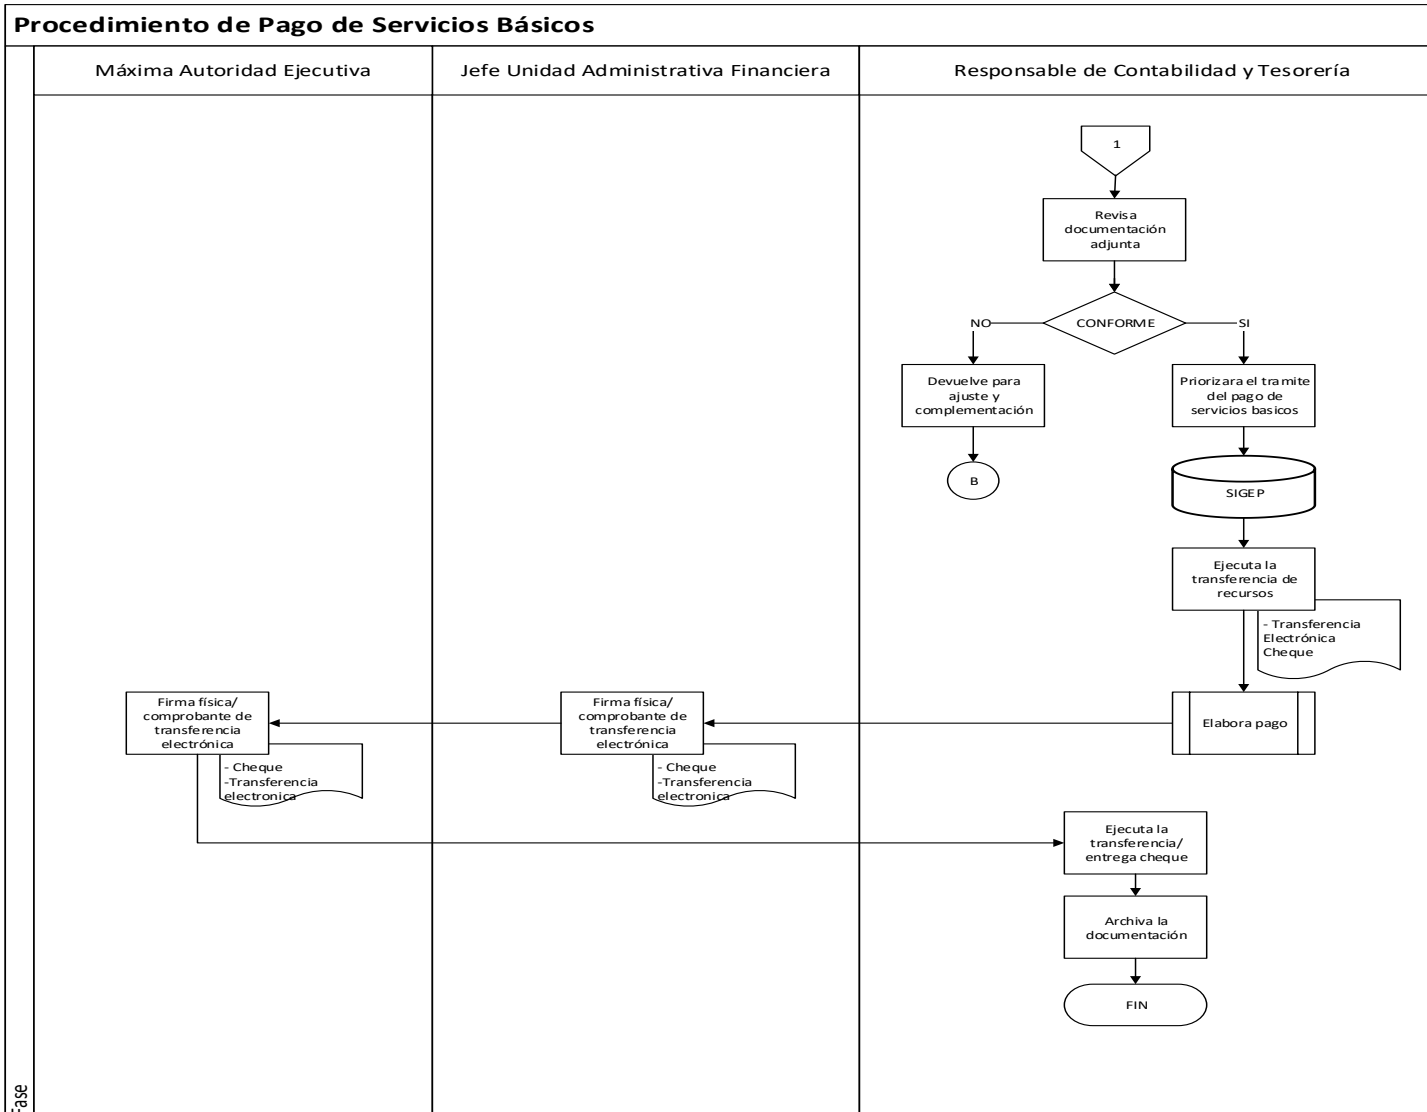 Procedimiento de Pago de Servicios Básicos
Máxima Autoridad Ejecutiva
Jefe Unidad Administrativa Financiera
Responsable de Contabilidad y Tesorería
1
Revisa
documentación
adjunta
CONFORME
NO
SI
Devuelve para
ajuste y
complementación
Priorizara el tramite
del pago de
servicios basicos
B
SIGEP
Ejecuta la
transferencia de
recursos
- Transferencia
Electrónica
Cheque
Firma física/
comprobante de
transferencia
electrónica
- Cheque
-Transferencia
electronica
Firma física/
comprobante de
transferencia
electrónica
- Cheque
-Transferencia
electronica
Elabora pago
Ejecuta la
transferencia/
entrega cheque
Archiva la
documentación
FIN
Fase